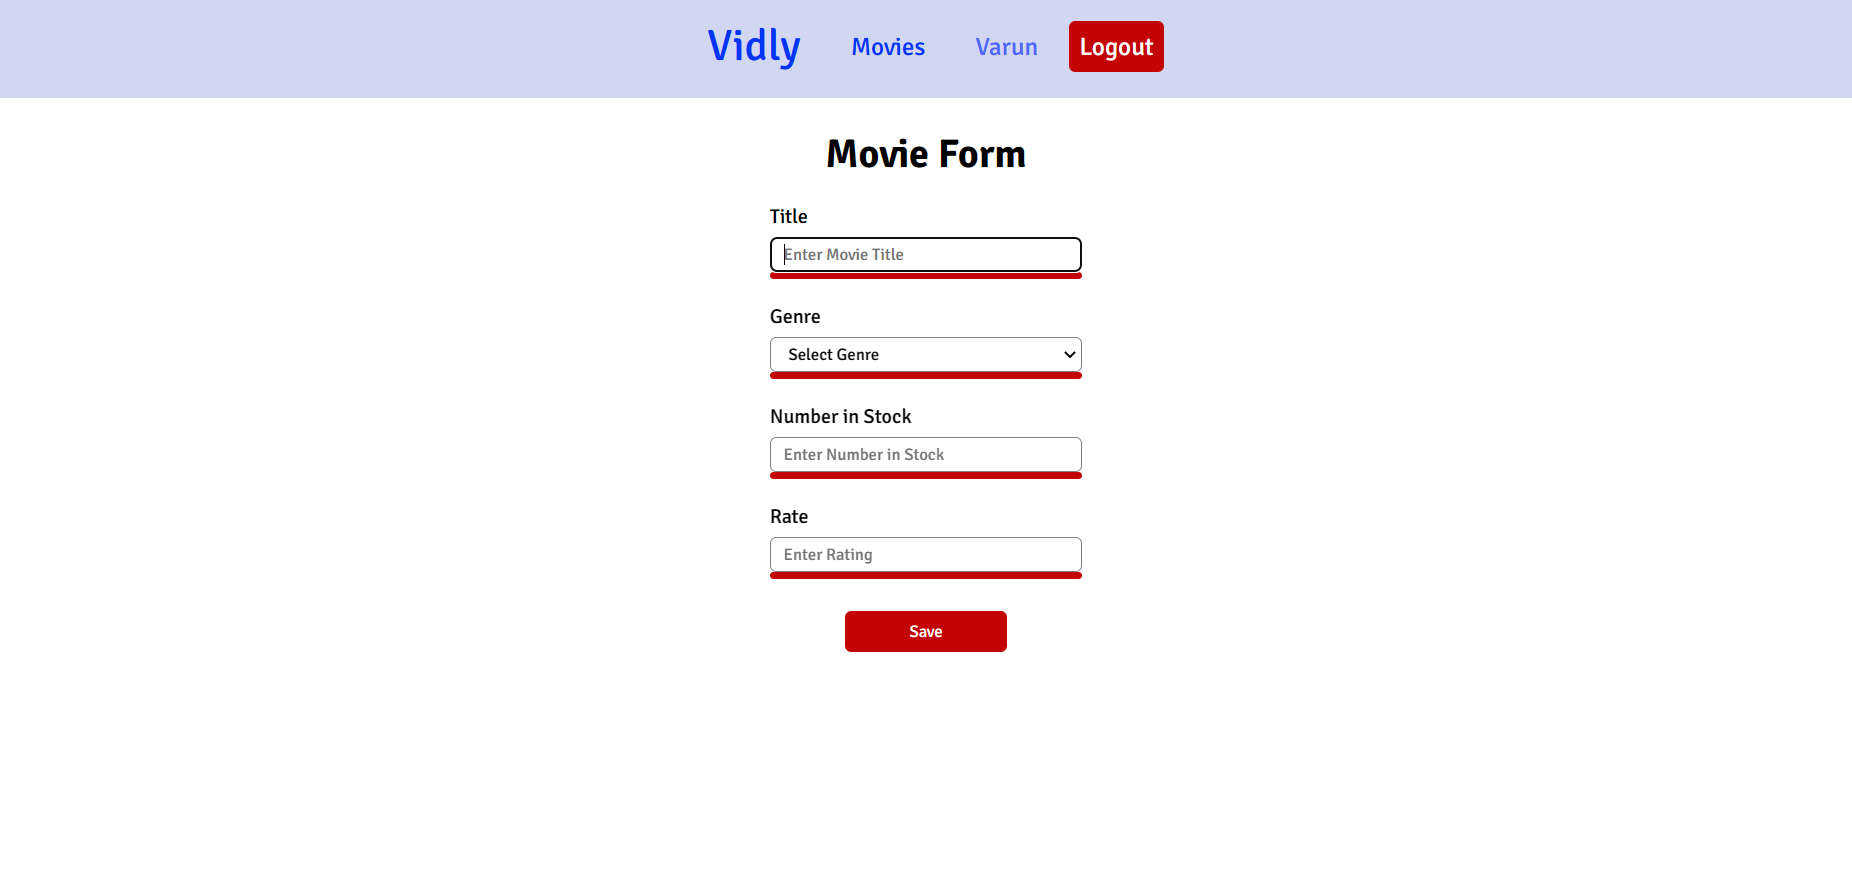 Vidly Movies Varun Logout
Movie Form
Title
Enter Movie Title
Genre
Select Genre
Number in Stock
Enter Number in Stock
Rate
Enter Rating
Save